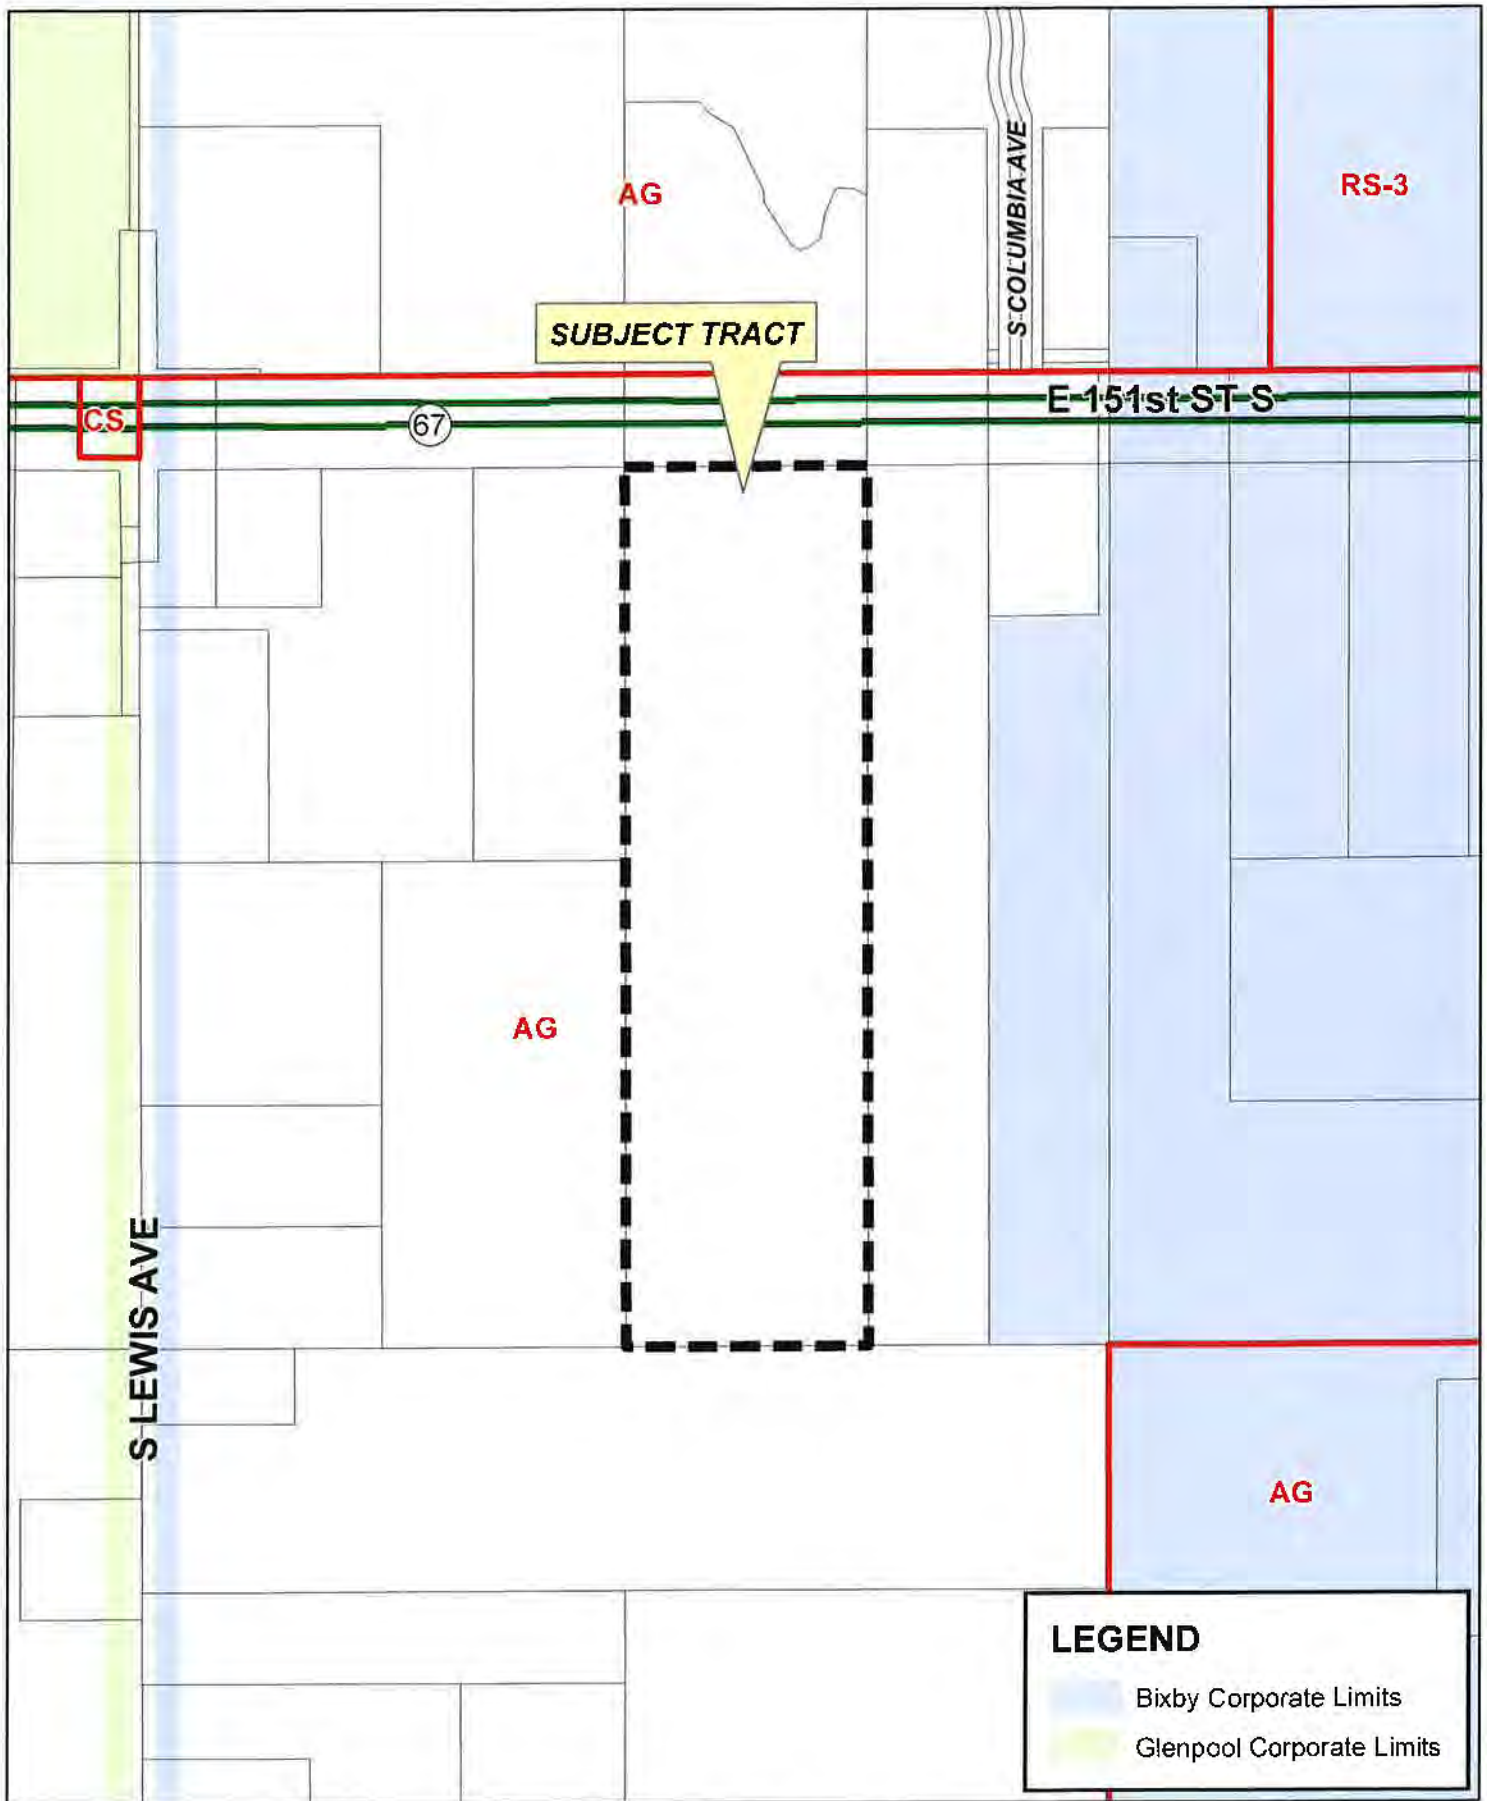 AG
RS-3
S COLUMBIA AVE
SUBJECT TRACT
E 151st ST S
CS
67
AG
S LEWIS AVE
AG
LEGEND
Bixby Corporate Limits
Glenpool Corporate Limits